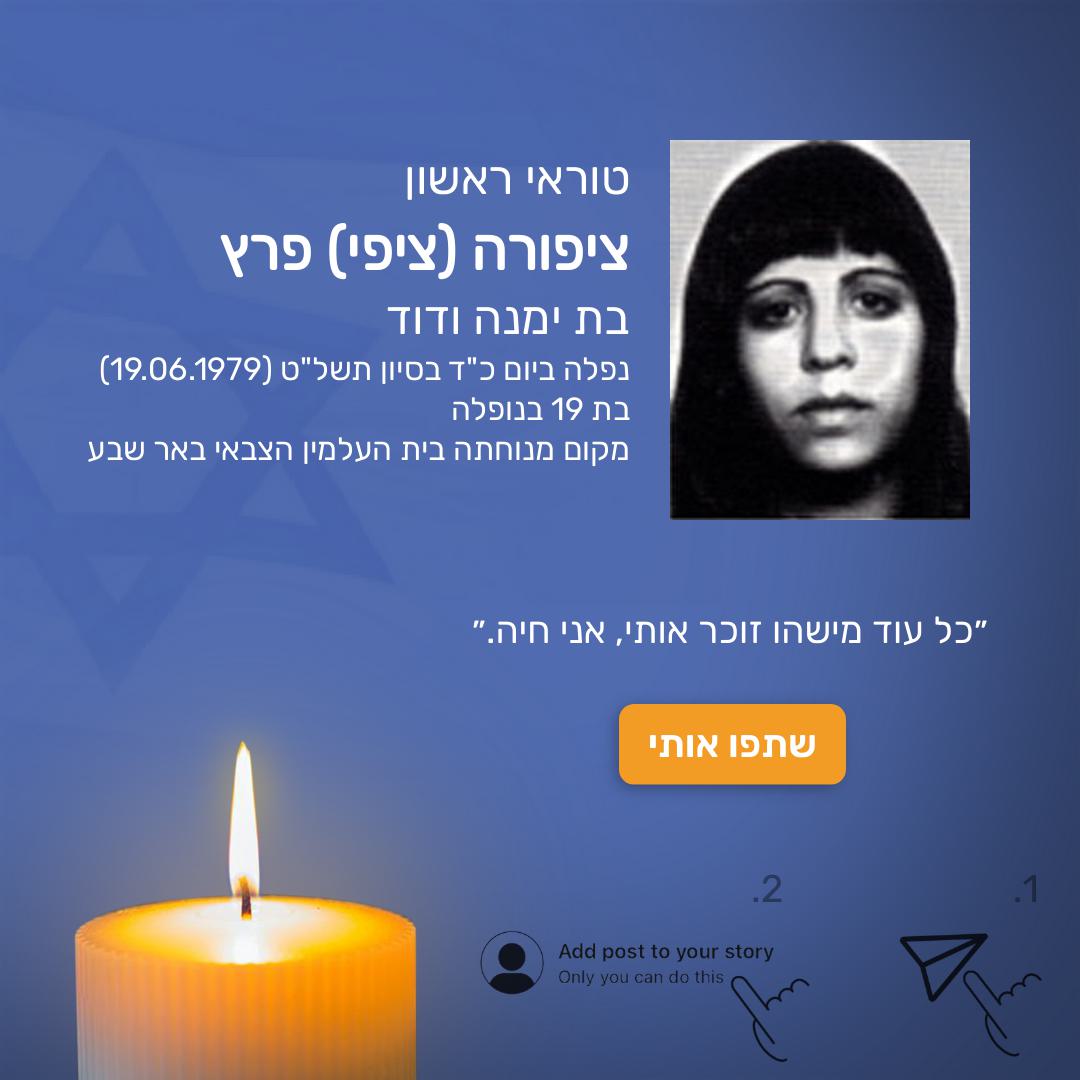 טוראי ראשון
ציפורה (ציפי) פרץ
בת ימנה ודוד
נפלה ביום כ"ד בסיון תשל"ט (19.06.1979)
בת 19 בנופלה
מקום מנוחתה בית העלמין הצבאי באר שבע
״כל עוד מישהו זוכר אותי, אני חיה.״
שתפו אותי
1.
2.
Add post to your story
Only you can do this